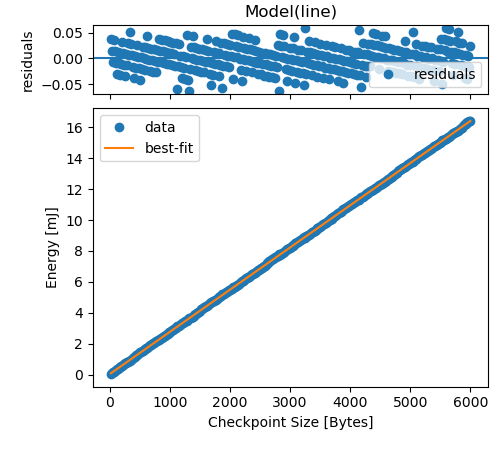 Model(line)
residuals
0.05
0.00
−0.05
residuals
Energy [mJ]
16
14
12
10
8
6
4
2
0
data
best-fit
0 1000 2000 3000 4000 5000 6000
Checkpoint Size [Bytes]